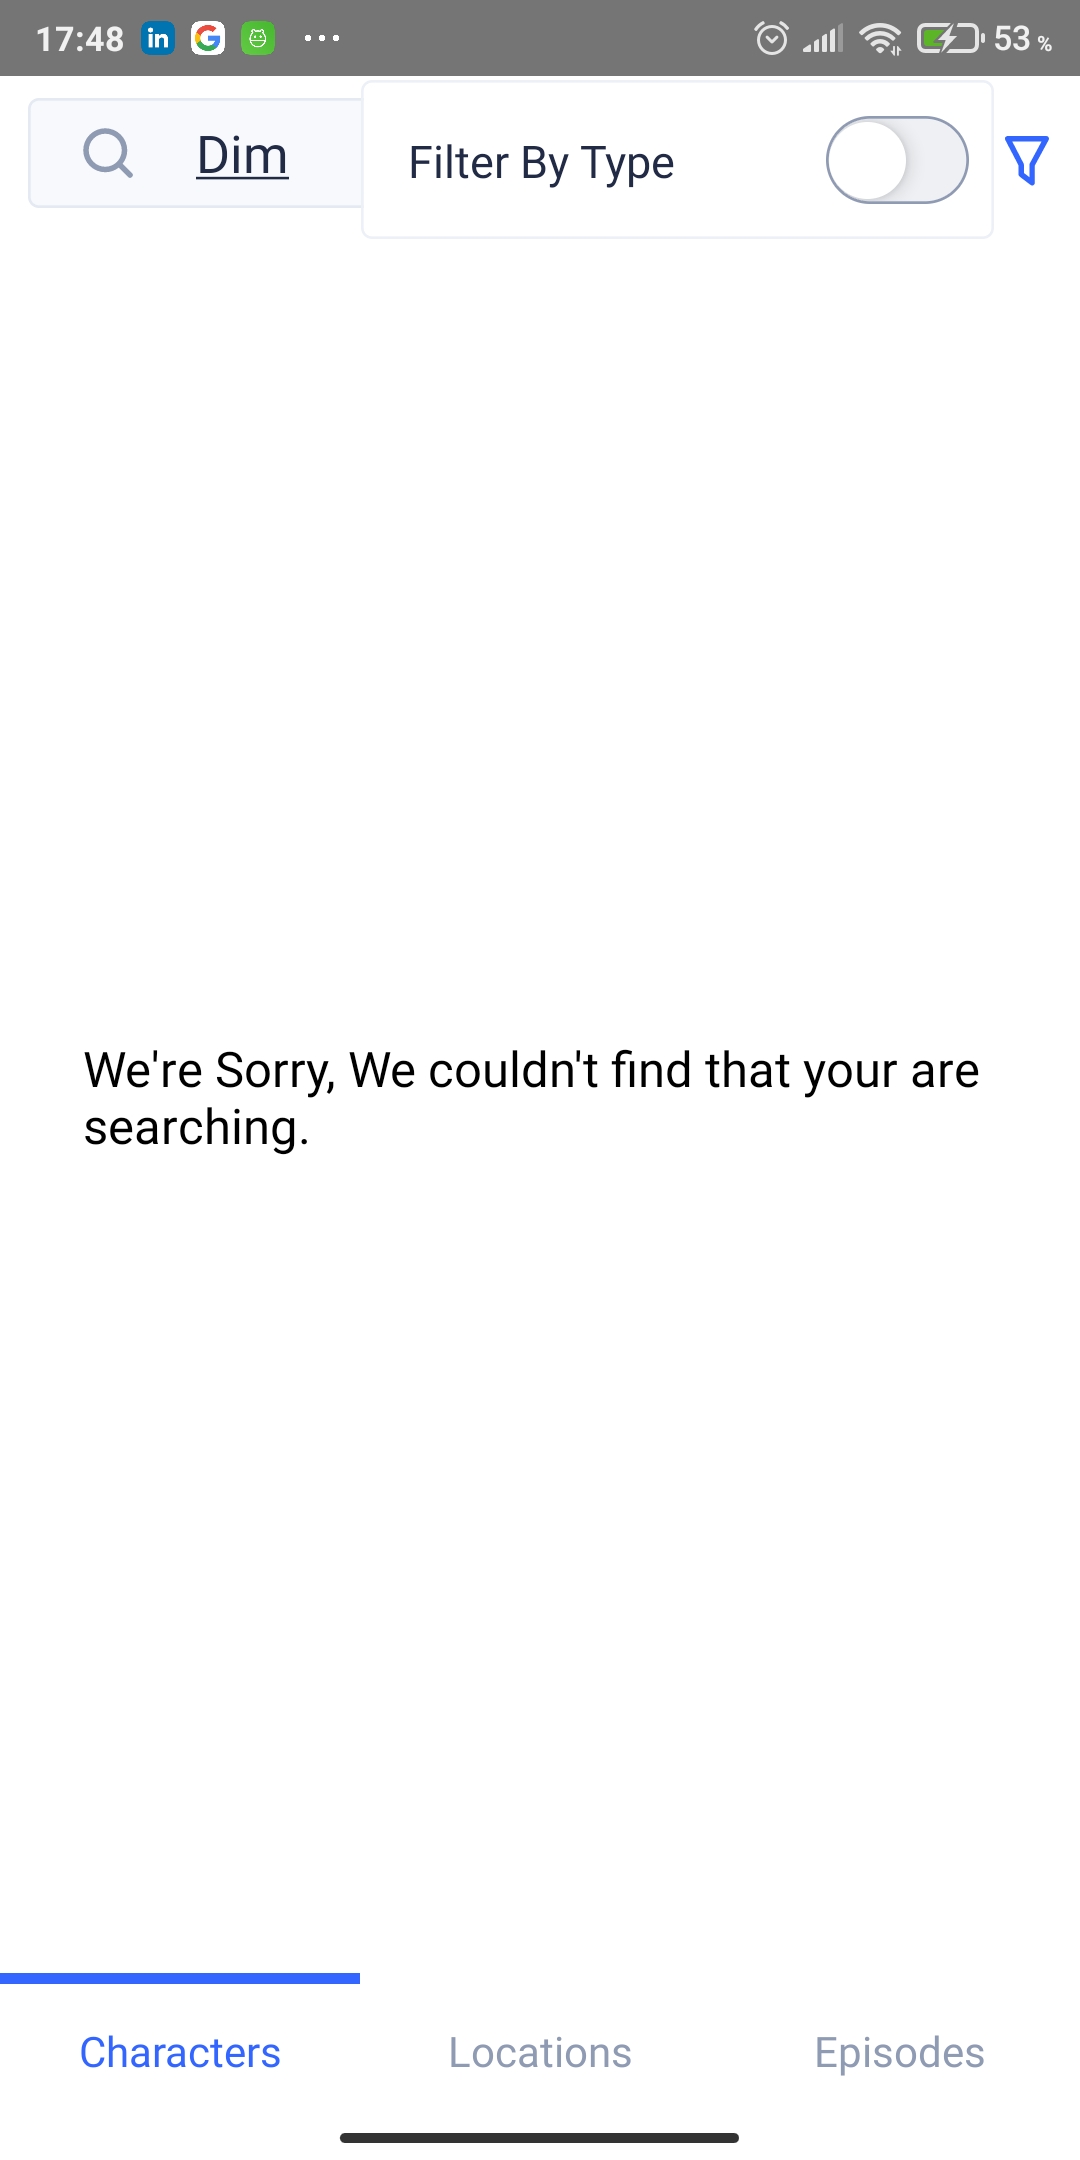 17:48 in G ... 53 %
Dim Filter By Type
We're Sorry, We couldn't find that your are
searching.
Characters Locations Episodes